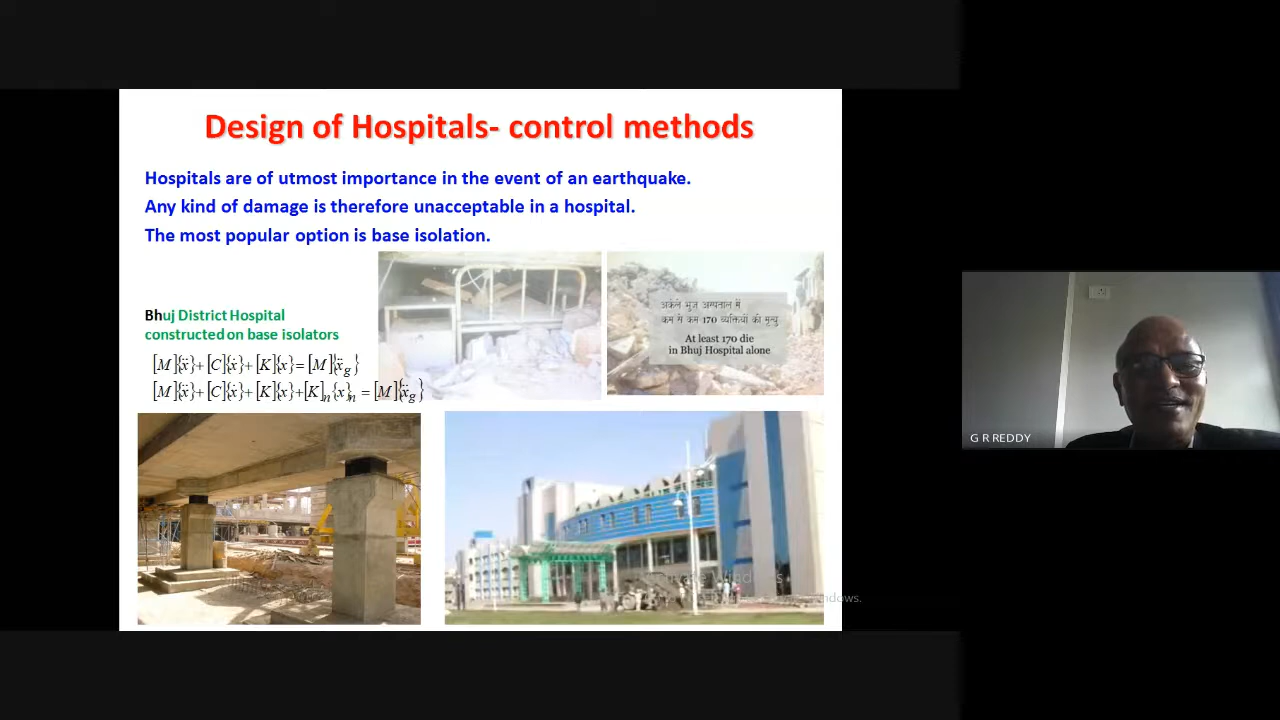 Design of Hospitals- control methods
Hospitals are of utmost importance in the event of an earthquake.
Any kind of damage is therefore unacceptable in a hospital.
The most popular option is base isolation.
अकेले भुज अस्पताल में
कम से कम 170 व्यक्तियों की मृत्यु
At least 170 die
in Bhuj Hospital alone
Bhuj District Hospital
constructed on base isolators
[M]{ẍ}+[C]{ẋ}+[K]{x}=[M]{ẍg}
[M]{ẍ}+[C]{ẋ}+[K]{x}+[K]n{x}n=[M]{ẍg}
G R REDDY
Windows